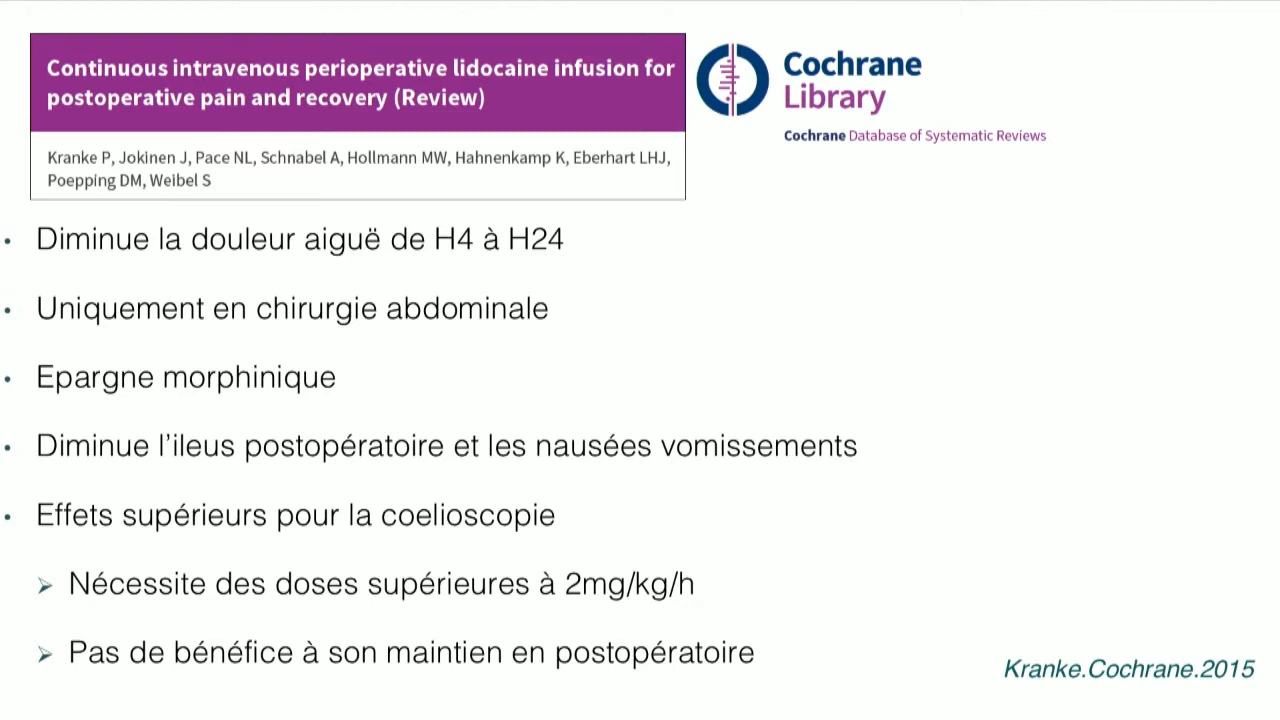 Continuous intravenous perioperative lidocaine infusion for
postoperative pain and recovery (Review)
Kranke P, Jokinen J, Pace NL, Schnabel A, Hollmann MW, Hahnenkamp K, Eberhart LHJ,
Poepping DM, Weibel S
Cochrane
Library
Cochrane Database of Systematic Reviews
• Diminue la douleur aiguë de H4 à H24
• Uniquement en chirurgie abdominale
• Epargne morphinique
• Diminue l’ileus postopératoire et les nausées vomissements
• Effets supérieurs pour la coelioscopie
➢ Nécessite des doses supérieures à 2mg/kg/h
➢ Pas de bénéfice à son maintien en postopératoire
Kranke.Cochrane.2015